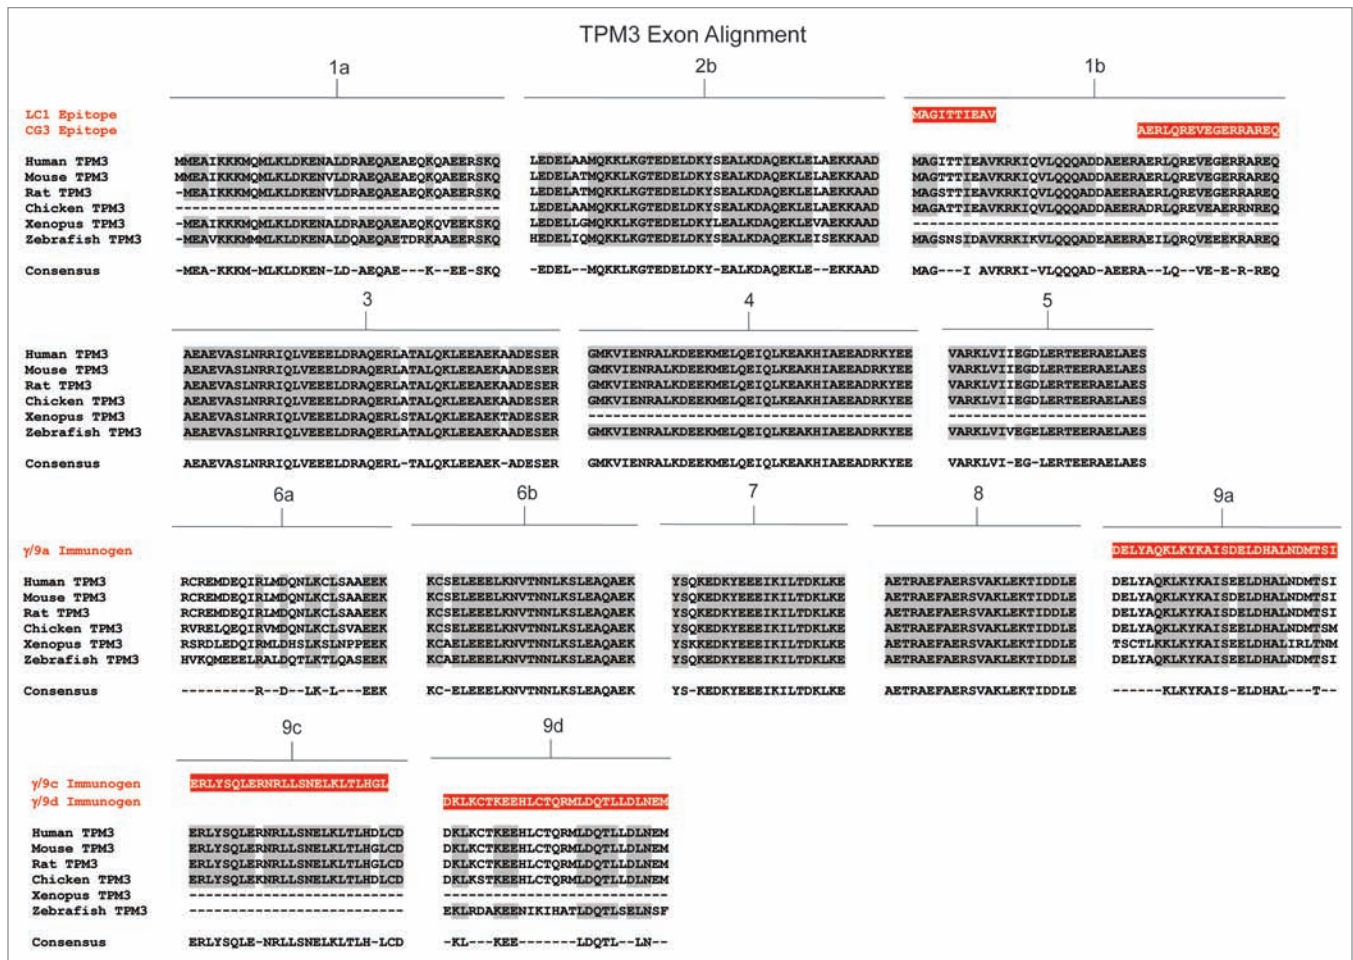 TPM3 Exon Alignment
1a 2b 1b
LC1 Epitope MAGITTIEAV
CG3 Epitope AERLQREVEGERRAREQ
Human TPM3 MMEAIKKKMQMLKLDKENALDRAEQAEAEQKQAEERSKQ LEDELAAMQKKLKGTEDELDKYSEALKDAQEKLELAEKKAAD MAGITTIEAVKRKIQVLQQQADDAEERAERLQREVEGERRAREQ
Mouse TPM3 MMEAIKKKMQMLKLDKENVLDRAEQAEAEQKQAEERSKQ LEDELATMQKKLKGTEDELDKYSEALKDAQEKLELAEKKAAD MAGTTTIEAVKRKIQVLQQQADDAEERAERLQREVEGERRAREQ
Rat TPM3 -MEAIKKKMQMLKLDKENVLDRAEQAEAEQKQAEERSKQ LEDELATMQKKLKGTEDELDKYSEALKDAQEKLELAEKKAAD MAGSTTIEAVKRKIQVLQQQADDAEERAERLQREVEGERRAREQ
Chicken TPM3 --------------------------------------- LEDELAAMQKKLKGTEDELDKYSEALKDAQEKLELAEKKAAD MAGATTIEAVKRKIQVLQQQADDAEERADRLQREVEAERRNREQ
Xenopus TPM3 -MEAIKKKMQMLKLDKENALDRAEQAEAEQKQVEEKSKQ LEDELLGMQKKLKGTEDELDKYLEALKDAQEKLEVAEKKAAD --------------------------------------------
Zebrafish TPM3 -MEAVKKKMMMLKLDKENALDQAEQAETDRKAAEERSKQ HEDELIQMQKKLKGTEDELDKYSEALKDAQEKLEISEKKAAD MAGSNSIDAVKRKIKVLQQQADEAEERAEILQRQVEEEKRAREQ
Consensus -MEA-KKKM-MLKLDKEN-LD-AEQAE---K--EE-SKQ -EDEL--MQKKLKGTEDELDKY-EALKDAQEKLE--EKKAAD MAG---I AVKRKI-VLQQQAD-AEERA--LQ--VE-E-R-REQ
3 4 5
Human TPM3 AEAEVASLNRRIQLVEEELDRAQERLATALQKLEEAEKAADESER GMKVIENRALKDEEKMELQEIQLKEAKHIAEEADRKYEE VARKLVIIEGDLERTEERAELAES
Mouse TPM3 AEAEVASLNRRIQLVEEELDRAQERLATALQKLEEAEKAADESER GMKVIENRALKDEEKMELQEIQLKEAKHIAEEADRKYEE VARKLVIIEGDLERTEERAELAES
Rat TPM3 AEAEVASLNRRIQLVEEELDRAQERLATALQKLEEAEKAADESER GMKVIENRALKDEEKMELQEIQLKEAKHIAEEADRKYEE VARKLVIIEGDLERTEERAELAES
Chicken TPM3 AEAEVASLNRRIQLVEEELDRAQERLATALQKLEEAEKAADESER GMKVIENRALKDEEKMELQEIQLKEAKHIAEEADRKYEE VARKLVIIEGDLERTEERAELAES
Xenopus TPM3 AEAEVASLNRRIQLVEEELDRAQERLSTALQKLEEAEKTADESER --------------------------------------- ------------------------
Zebrafish TPM3 AEAEVASLNRRIQLVEEELDRAQERLATALQKLEEAEKAADESER GMKVIENRALKDEEKMELQEIQLKEAKHIAEEADRKYEE VARKLVIVEGELERTEERAELAES
Consensus AEAEVASLNRRIQLVEEELDRAQERL-TALQKLEEAEK-ADESER GMKVIENRALKDEEKMELQEIQLKEAKHIAEEADRKYEE VARKLVI-EG-LERTEERAELAES
6a 6b 7 8 9a
γ/9a Immunogen DELYAQKLKYKAISDELDHALNDMTSI
Human TPM3 RCREMDEQIRLMDQNLKCLSAAEEK KCSELEEELKNVTNNLKSLEAQAEK YSQKEDKYEEEIKILTDKLKE AETRAEFAERSVAKLEKTIDDLE DELYAQKLKYKAISEELDHALNDMTSI
Mouse TPM3 RCREMDEQIRLMDQNLKCLSAAEEK KCSELEEELKNVTNNLKSLEAQAEK YSQKEDKYEEEIKILTDKLKE AETRAEFAERSVAKLEKTIDDLE DELYAQKLKYKAISEELDHALNDMTSI
Rat TPM3 RCREMDEQIRLMDQNLKCLSAAEEK KCSELEEELKNVTNNLKSLEAQAEK YSQKEDKYEEEIKILTDKLKE AETRAEFAERSVAKLEKTIDDLE DELYAQKLKYKAISEELDHALNDMTSI
Chicken TPM3 RVRELQEQIRVMDQNLKCLSVAEEK KCSELEEELKNVTNNLKSLEAQAEK YSQKEDKYEEEIKILTDKLKE AETRAEFAERSVAKLEKTIDDLE DELYAQKLKYKAISEELDHALNDMTSM
Xenopus TPM3 RSRDLEDQIRMLDHSLKSLNPPEEK KCAELEEELKNVTNNLKSLEAQAEK YSKKEDKYEEEIKILTDKLKE AETRAEFAERSVAKLEKTIDDLE TSCTLKKLKYKAISDELDHALIRLTNM
Zebrafish TPM3 HVKQMEEELRALDQTLKTLQASEEK KCAELEEELKNVTNNLKSLEAQAEK YSQKEDKYEEEIKILTDKLKE AETRAEFAERSVAKLEKTIDDLE DELYAQKLKYKAISEELDHALNDMTSI
Consensus ---------R--D--LK-L---EEK KC-ELEEELKNVTNNLKSLEAQAEK YS-KEDKYEEEIKILTDKLKE AETRAEFAERSVAKLEKTIDDLE ------KLKYKAIS-ELDHAL---T--
9c 9d
γ/9c Immunogen ERLYSQLERNRLLSNELKLTLHGL
γ/9d Immunogen DKLKCTKEEHLCTQRMLDQTLLDLNEM
Human TPM3 ERLYSQLERNRLLSNELKLTLHDLCD DKLKCTKEEHLCTQRMLDQTLLDLNEM
Mouse TPM3 ERLYSQLERNRLLSNELKLTLHGLCD DKLKCTKEEHLCTQRMLDQTLLDLNEM
Rat TPM3 ERLYSQLERNRLLSNELKLTLHGLCD DKLKCTKEEHLCTQRMLDQTLLDLNEM
Chicken TPM3 ERLYSQLEKNRLLSNELKLTLHDLCD DKLKSTKEEHLCTQRMLDQTLLDLNEM
Xenopus TPM3 -------------------------- ---------------------------
Zebrafish TPM3 -------------------------- EKLRDAKEENIKIHATLDQTLSELNSF
Consensus ERLYSQLE-NRLLSNELKLTLH-LCD -KL---KEE-------LDQTL--LN--